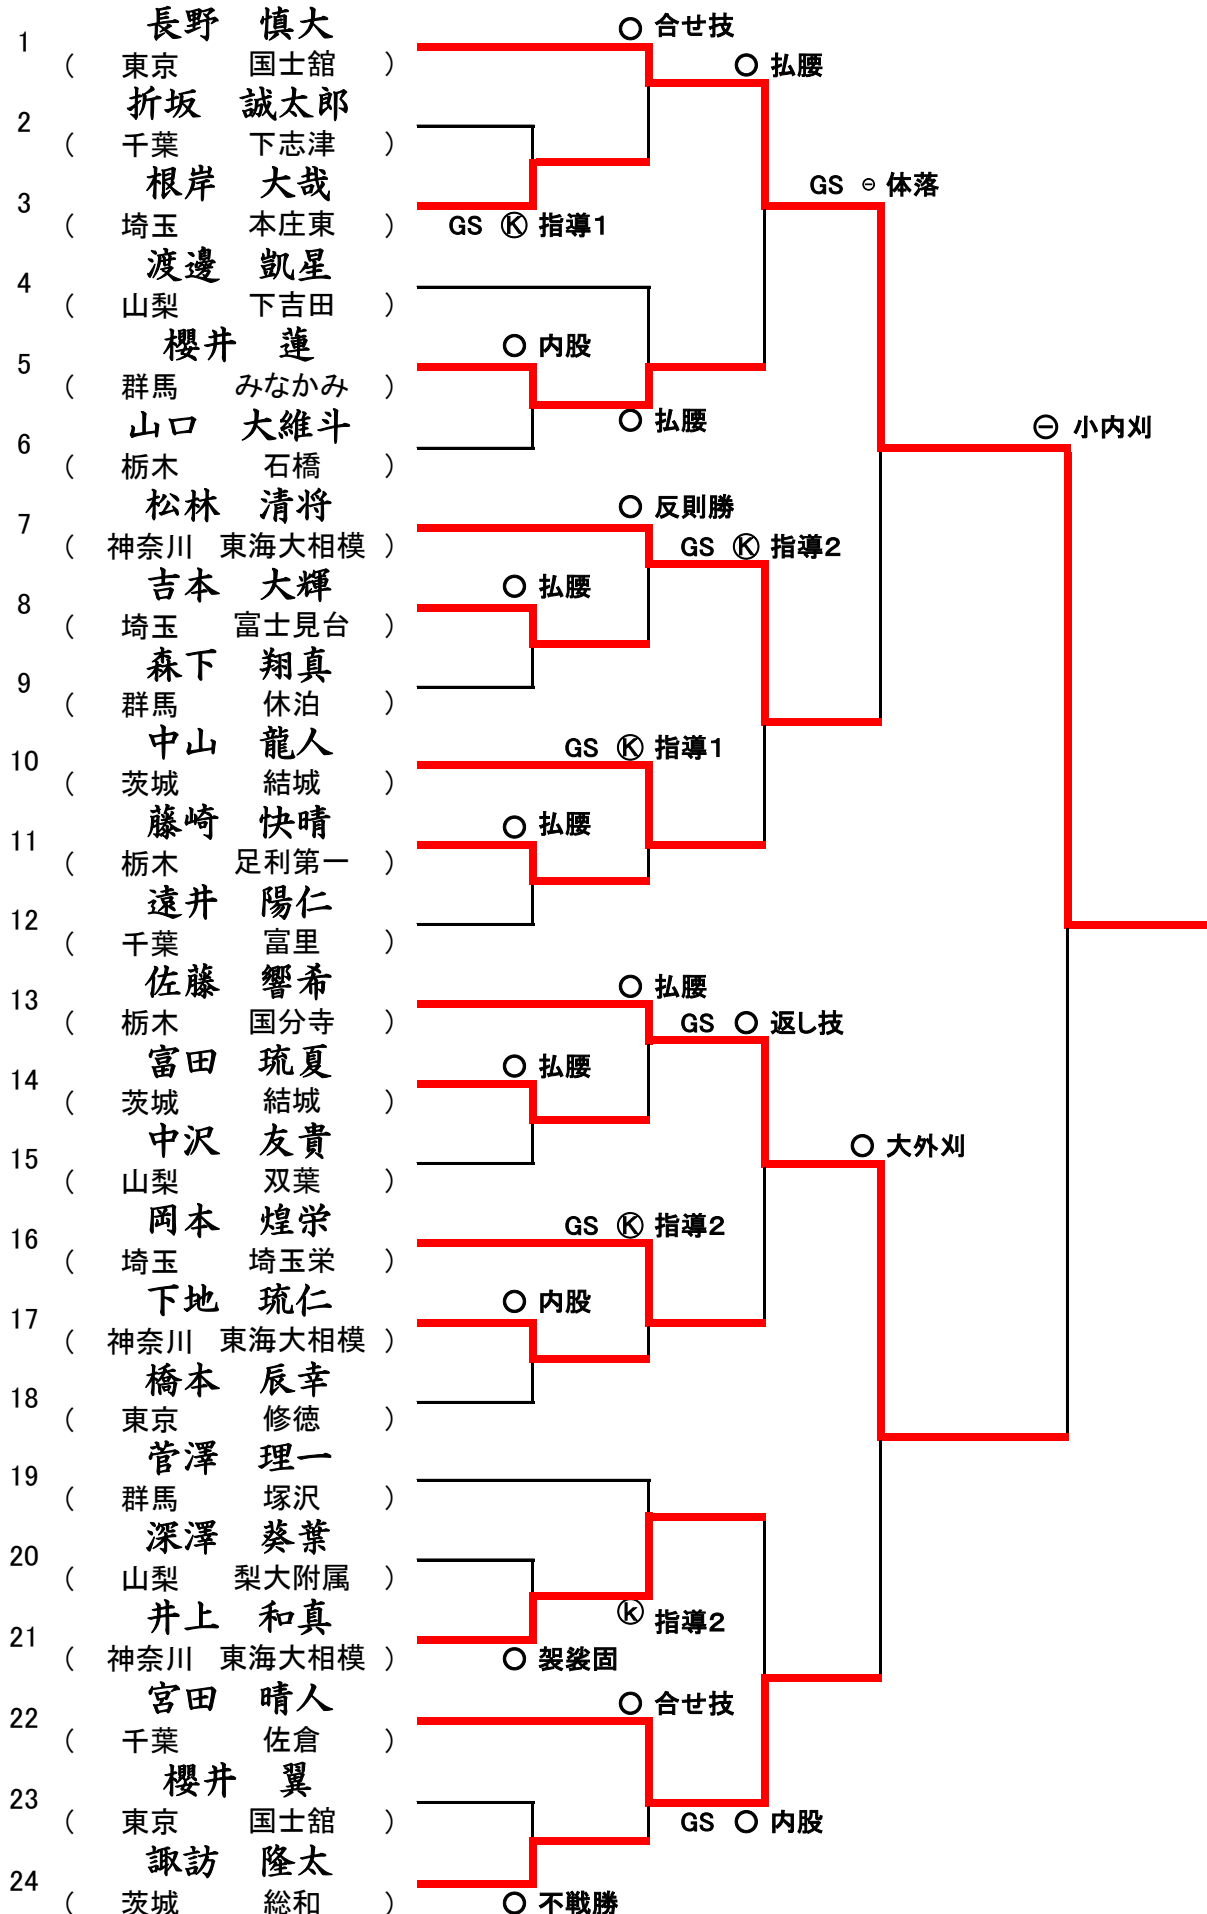 長野　慎大　○ 合せ技
1
( 東京　国士舘 )　○ 払腰
折坂　誠太郎
2
( 千葉　下志津 )
根岸　大哉　GS ⊖ 体落
3
( 埼玉　本庄東 )　GS Ⓚ 指導1
渡邊　凱星
4
( 山梨　下吉田 )
櫻井　蓮　○ 内股
5
( 群馬　みなかみ )
山口　大維斗　○ 払腰　⊖ 小内刈
6
( 栃木　石橋 )
松林　清将　○ 反則勝
7
( 神奈川　東海大相模 )　GS Ⓚ 指導2
吉本　大輝　○ 払腰
8
( 埼玉　富士見台 )
森下　翔真
9
( 群馬　休泊 )
中山　龍人　GS Ⓚ 指導1
10
( 茨城　結城 )
藤崎　快晴　○ 払腰
11
( 栃木　足利第一 )
遠井　陽仁
12
( 千葉　富里 )
佐藤　響希　○ 払腰
13
( 栃木　国分寺 )　GS ○ 返し技
富田　琉夏　○ 払腰
14
( 茨城　結城 )
中沢　友貴　○ 大外刈
15
( 山梨　双葉 )
岡本　煌栄　GS Ⓚ 指導2
16
( 埼玉　埼玉栄 )
下地　琉仁　○ 内股
17
( 神奈川　東海大相模 )
橋本　辰幸
18
( 東京　修徳 )
菅澤　理一
19
( 群馬　塚沢 )
深澤　葵葉
20
( 山梨　梨大附属 )
井上　和真　ⓚ 指導2
21
( 神奈川　東海大相模 )　○ 袈裟固
宮田　晴人　○ 合せ技
22
( 千葉　佐倉 )
櫻井　翼
23
( 東京　国士舘 )　GS ○ 内股
諏訪　隆太
24
( 茨城　総和 )　○ 不戦勝